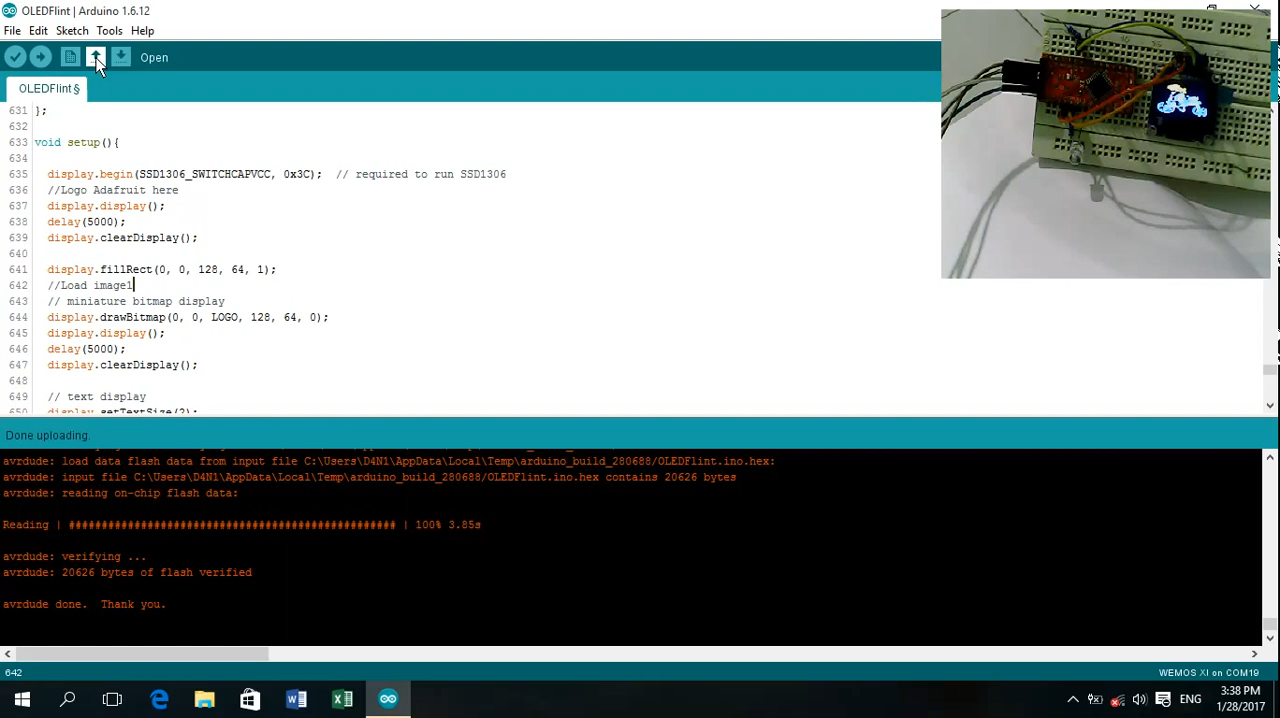 OLEDFlint | Arduino 1.6.12
File Edit Sketch Tools Help
Open
OLEDFlint §
631 };
632
633 void setup(){
634
635 display.begin(SSD1306_SWITCHCAPVCC, 0x3C); // required to run SSD1306
636 //Logo Adafruit here
637 display.display();
638 delay(5000);
639 display.clearDisplay();
640
641 display.fillRect(0, 0, 128, 64, 1);
642 //Load image1
643 // miniature bitmap display
644 display.drawBitmap(0, 0, LOGO, 128, 64, 0);
645 display.display();
646 delay(5000);
647 display.clearDisplay();
648
649 // text display
650 display.setTextSize(2);
Done uploading.
avrdude: load data flash data from input file C:\Users\D4N1\AppData\Local\Temp\arduino_build_280688/OLEDFlint.ino.hex:
avrdude: input file C:\Users\D4N1\AppData\Local\Temp\arduino_build_280688/OLEDFlint.ino.hex contains 20626 bytes
avrdude: reading on-chip flash data:
Reading | ################################################## | 100% 3.85s
avrdude: verifying ...
avrdude: 20626 bytes of flash verified
avrdude done. Thank you.
642
WEMOS XI on COM19
ENG
3:38 PM
1/28/2017